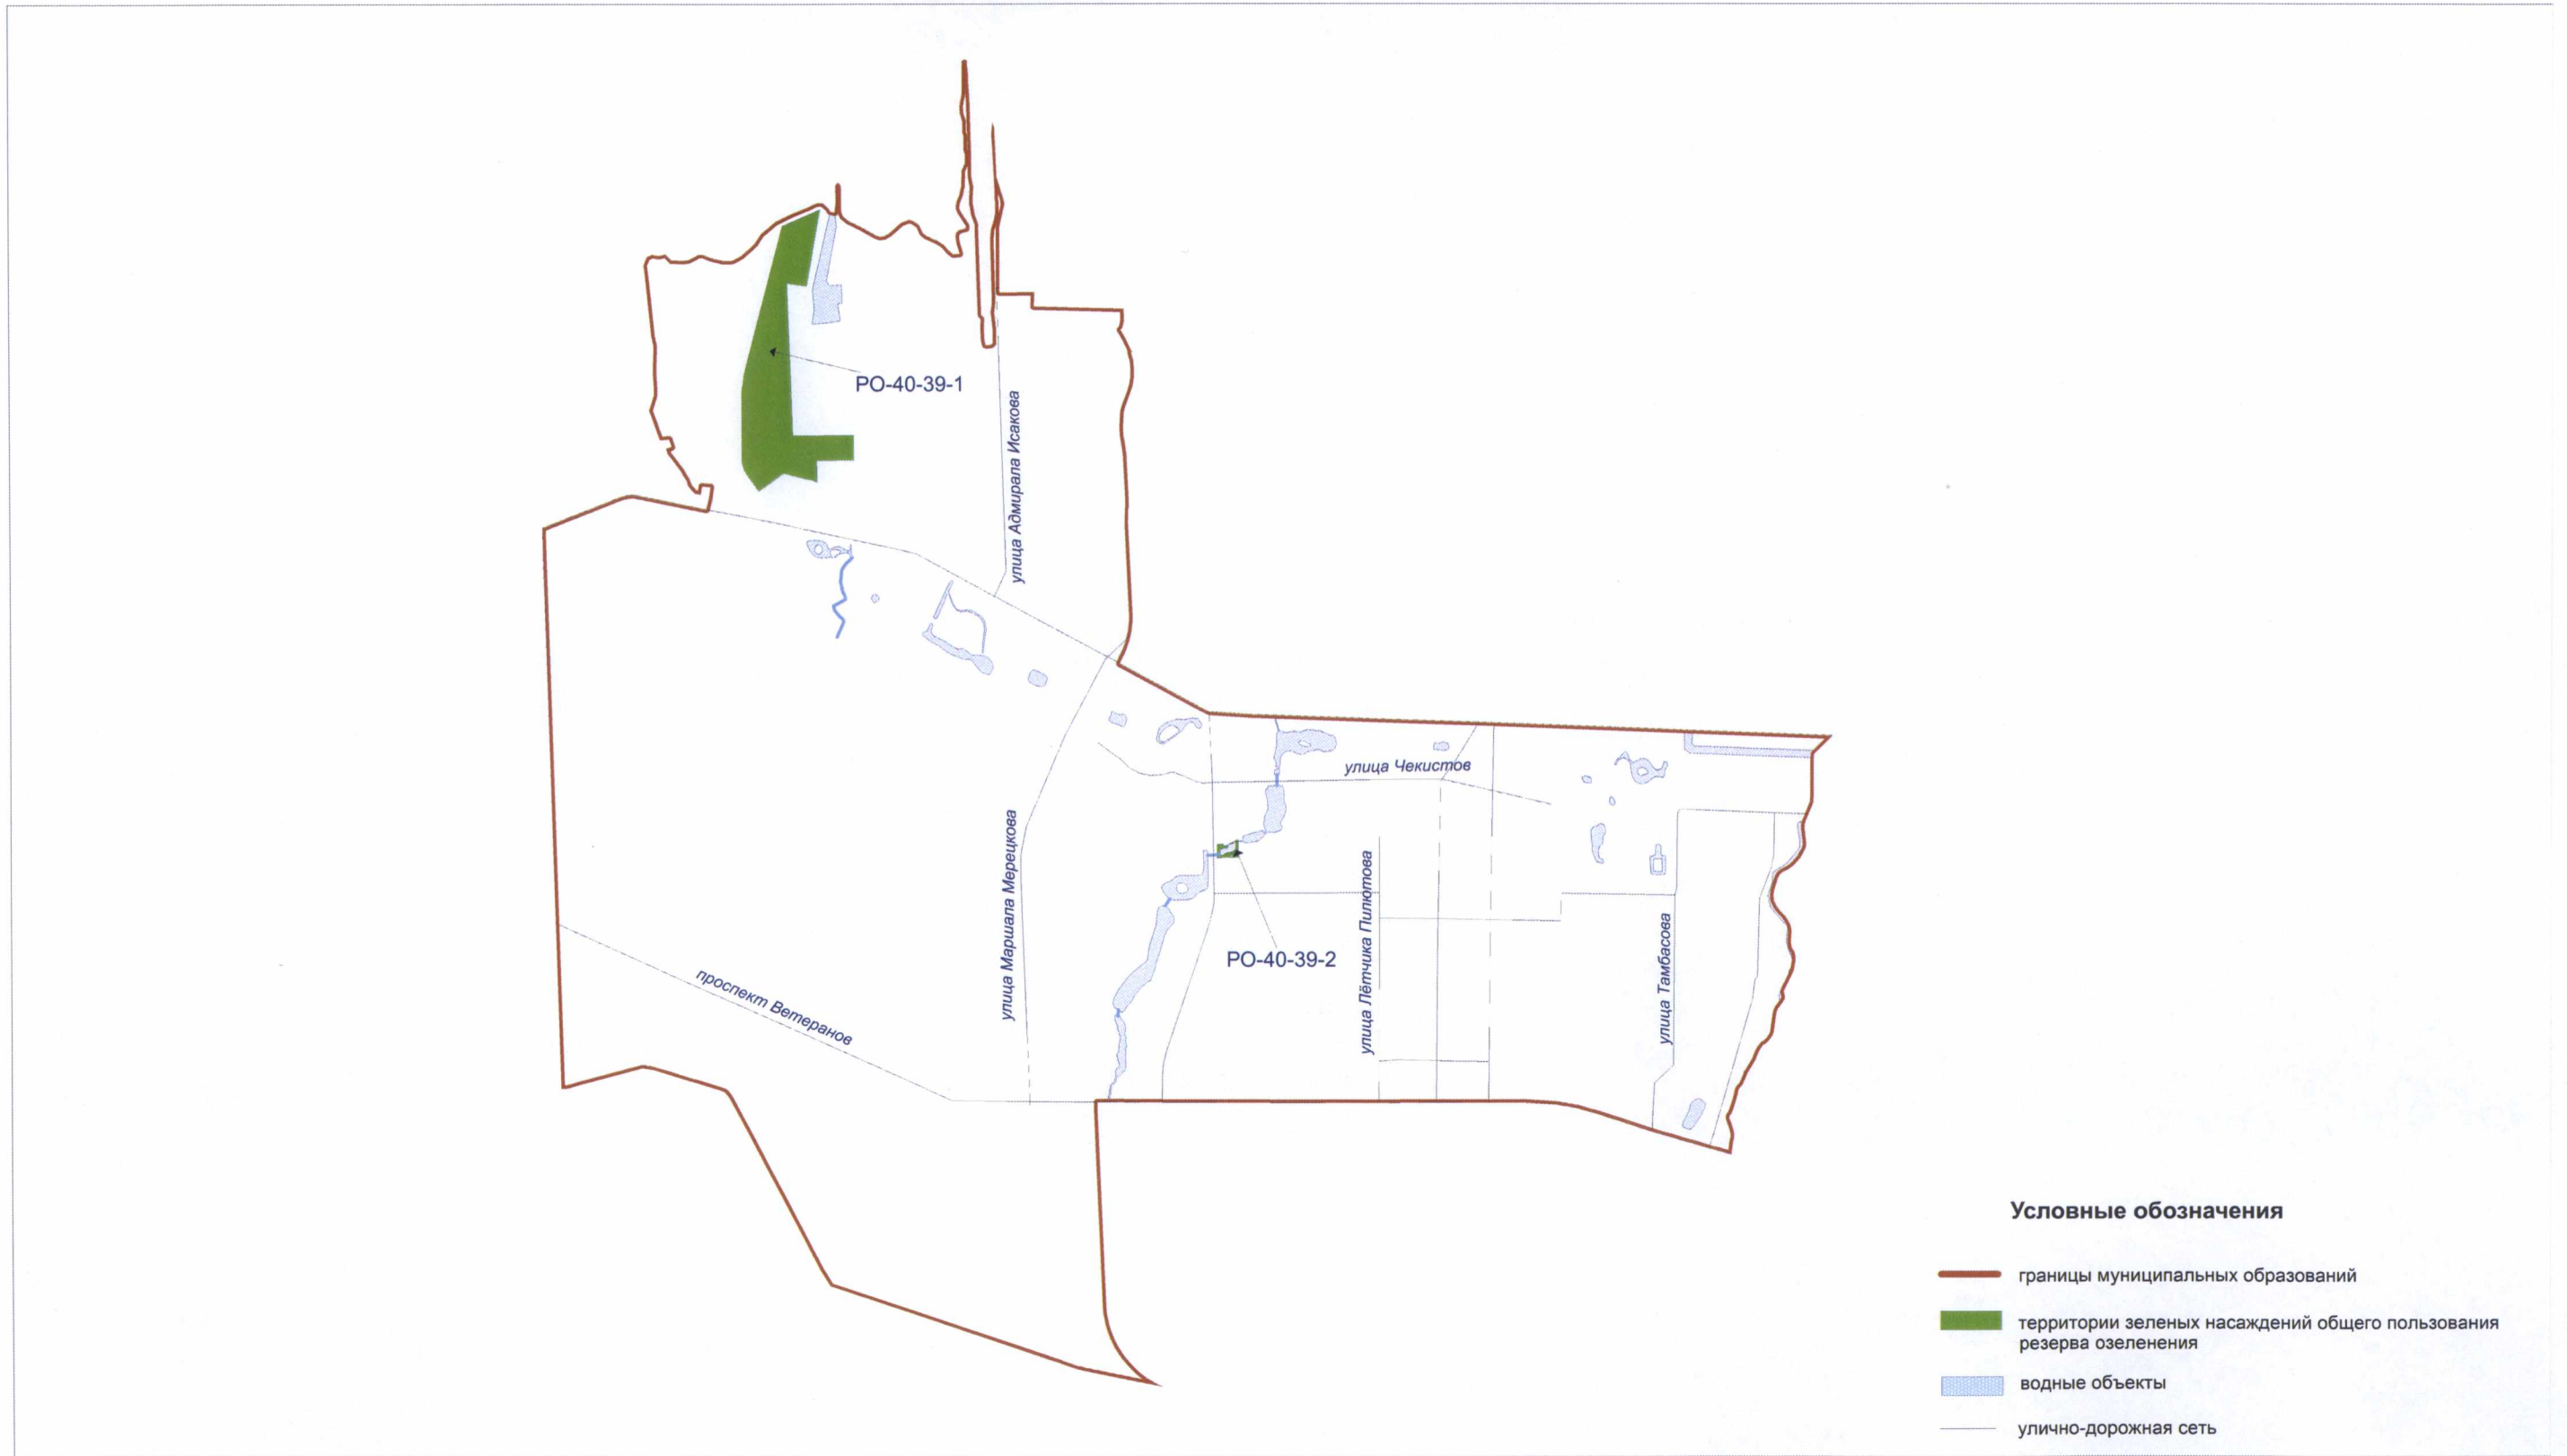 РО-40-39-1
улица Адмирала Исакова
улица Чекистов
улица Маршала Мерецкова
улица Лётчика Пилютова
РО-40-39-2
улица Тамбасова
проспект Ветеранов
Условные обозначения
границы муниципальных образований
территории зеленых насаждений общего пользования
резерва озеленения
водные объекты
улично-дорожная сеть